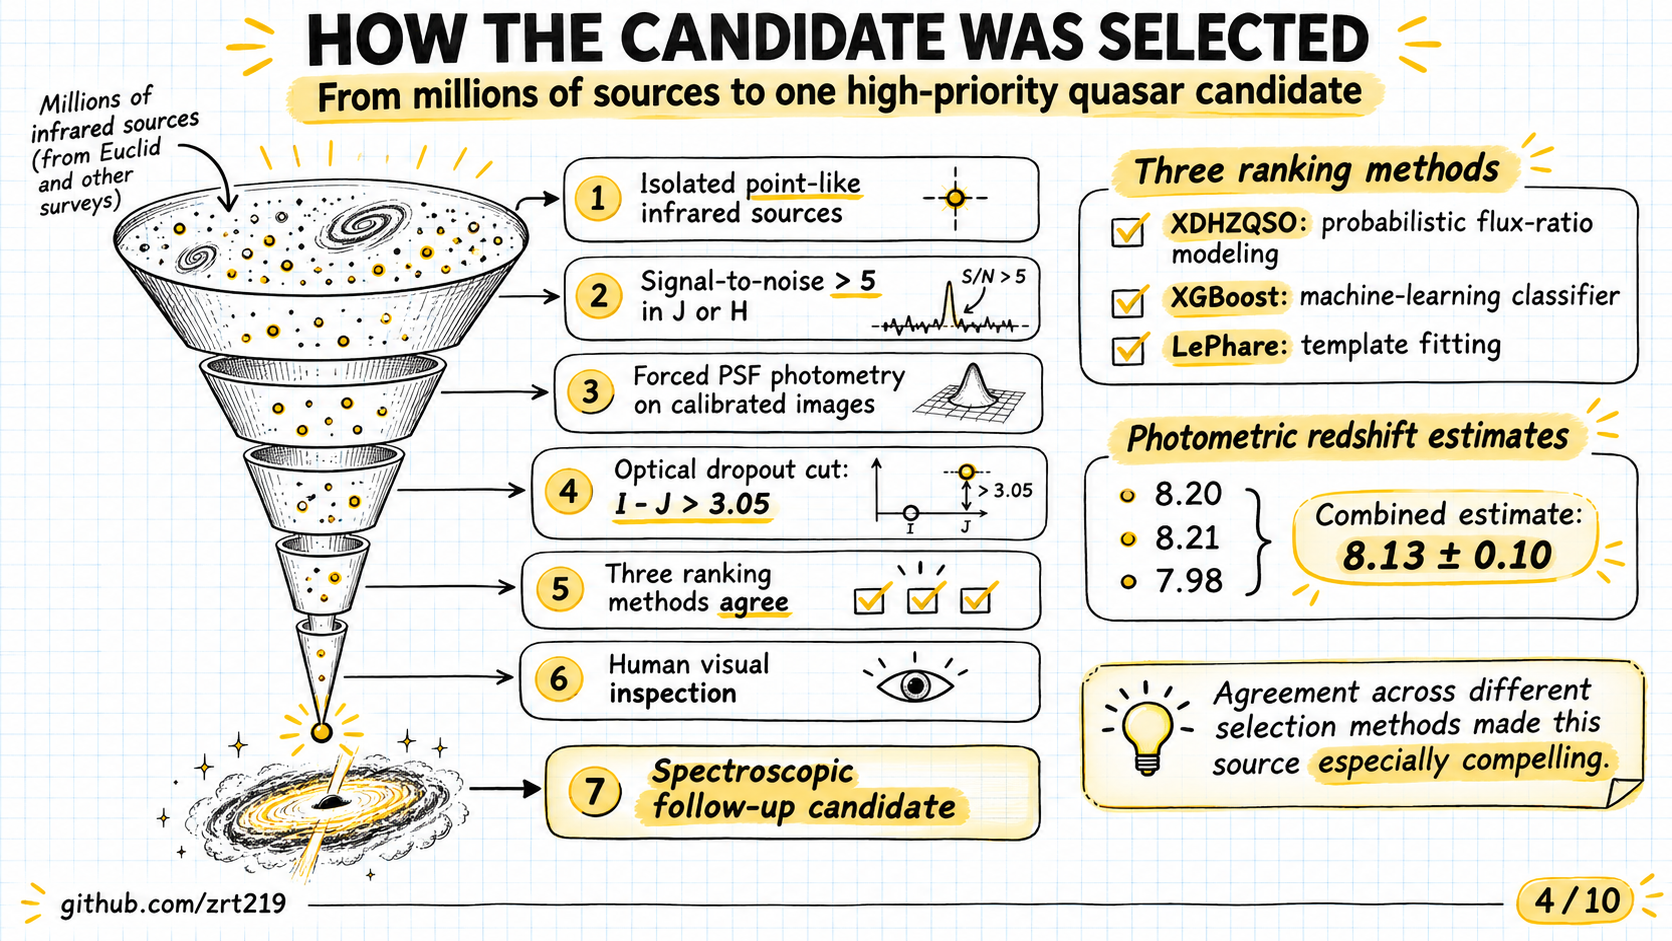 HOW THE CANDIDATE WAS SELECTED
From millions of sources to one high-priority quasar candidate
Millions of
infrared sources
(from Euclid
and other
surveys)
1
Isolated point-like
infrared sources
2
Signal-to-noise > 5
in J or H
S/N > 5
3
Forced PSF photometry
on calibrated images
4
Optical dropout cut:
I - J > 3.05
> 3.05
I
J
5
Three ranking
methods agree
6
Human visual
inspection
7
Spectroscopic
follow-up candidate
Three ranking methods
XDHZQSO: probabilistic flux-ratio
modeling
XGBoost: machine-learning classifier
LePhare: template fitting
Photometric redshift estimates
8.20
8.21
7.98
Combined estimate:
8.13 ± 0.10
Agreement across different
selection methods made this
source especially compelling.
github.com/zrt219
4 / 10